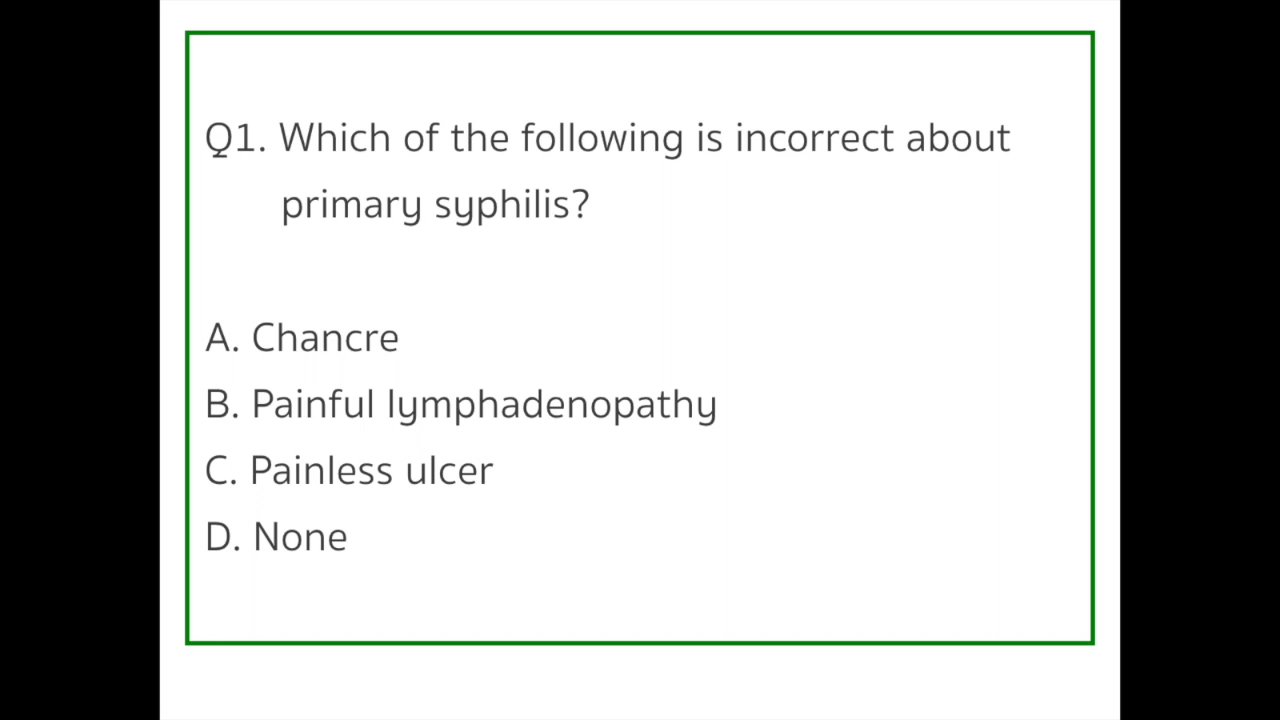 Q1. Which of the following is incorrect about
primary syphilis?
A. Chancre
B. Painful lymphadenopathy
C. Painless ulcer
D. None